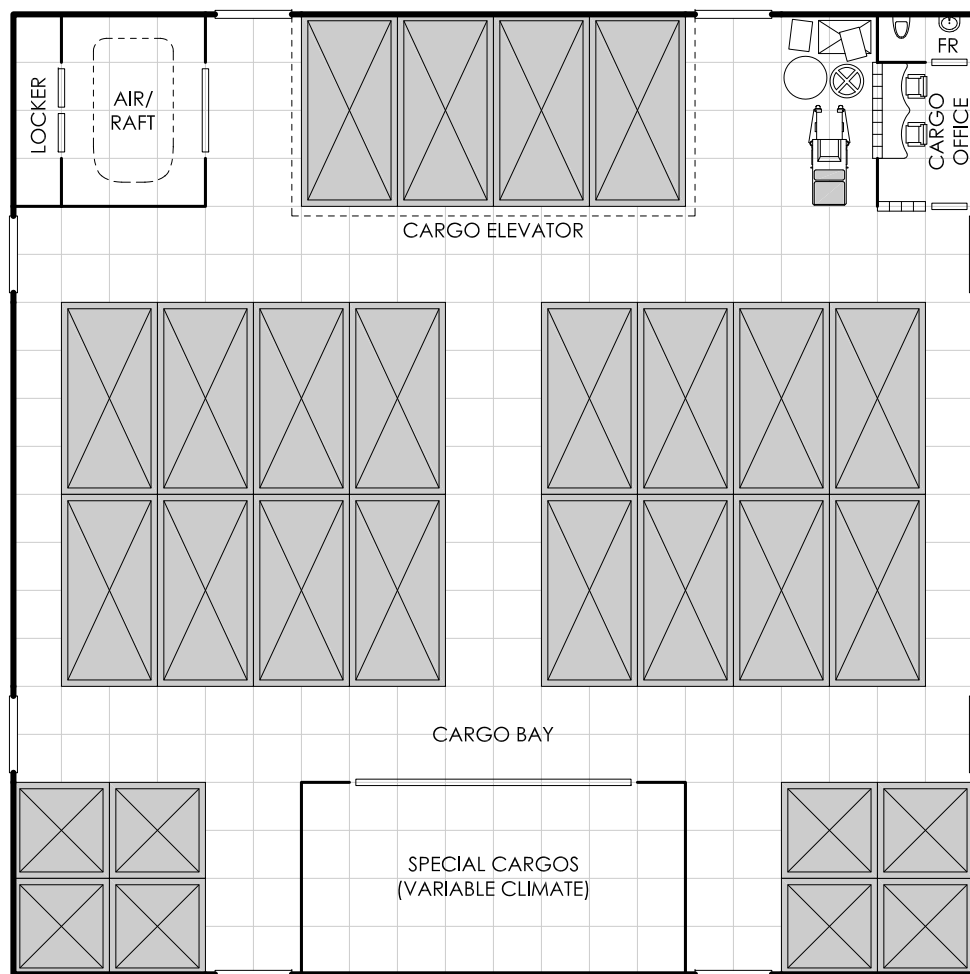 FR
LOCKER
AIR/
RAFT
CARGO
OFFICE
CARGO ELEVATOR
CARGO BAY
SPECIAL CARGOS
(VARIABLE CLIMATE)